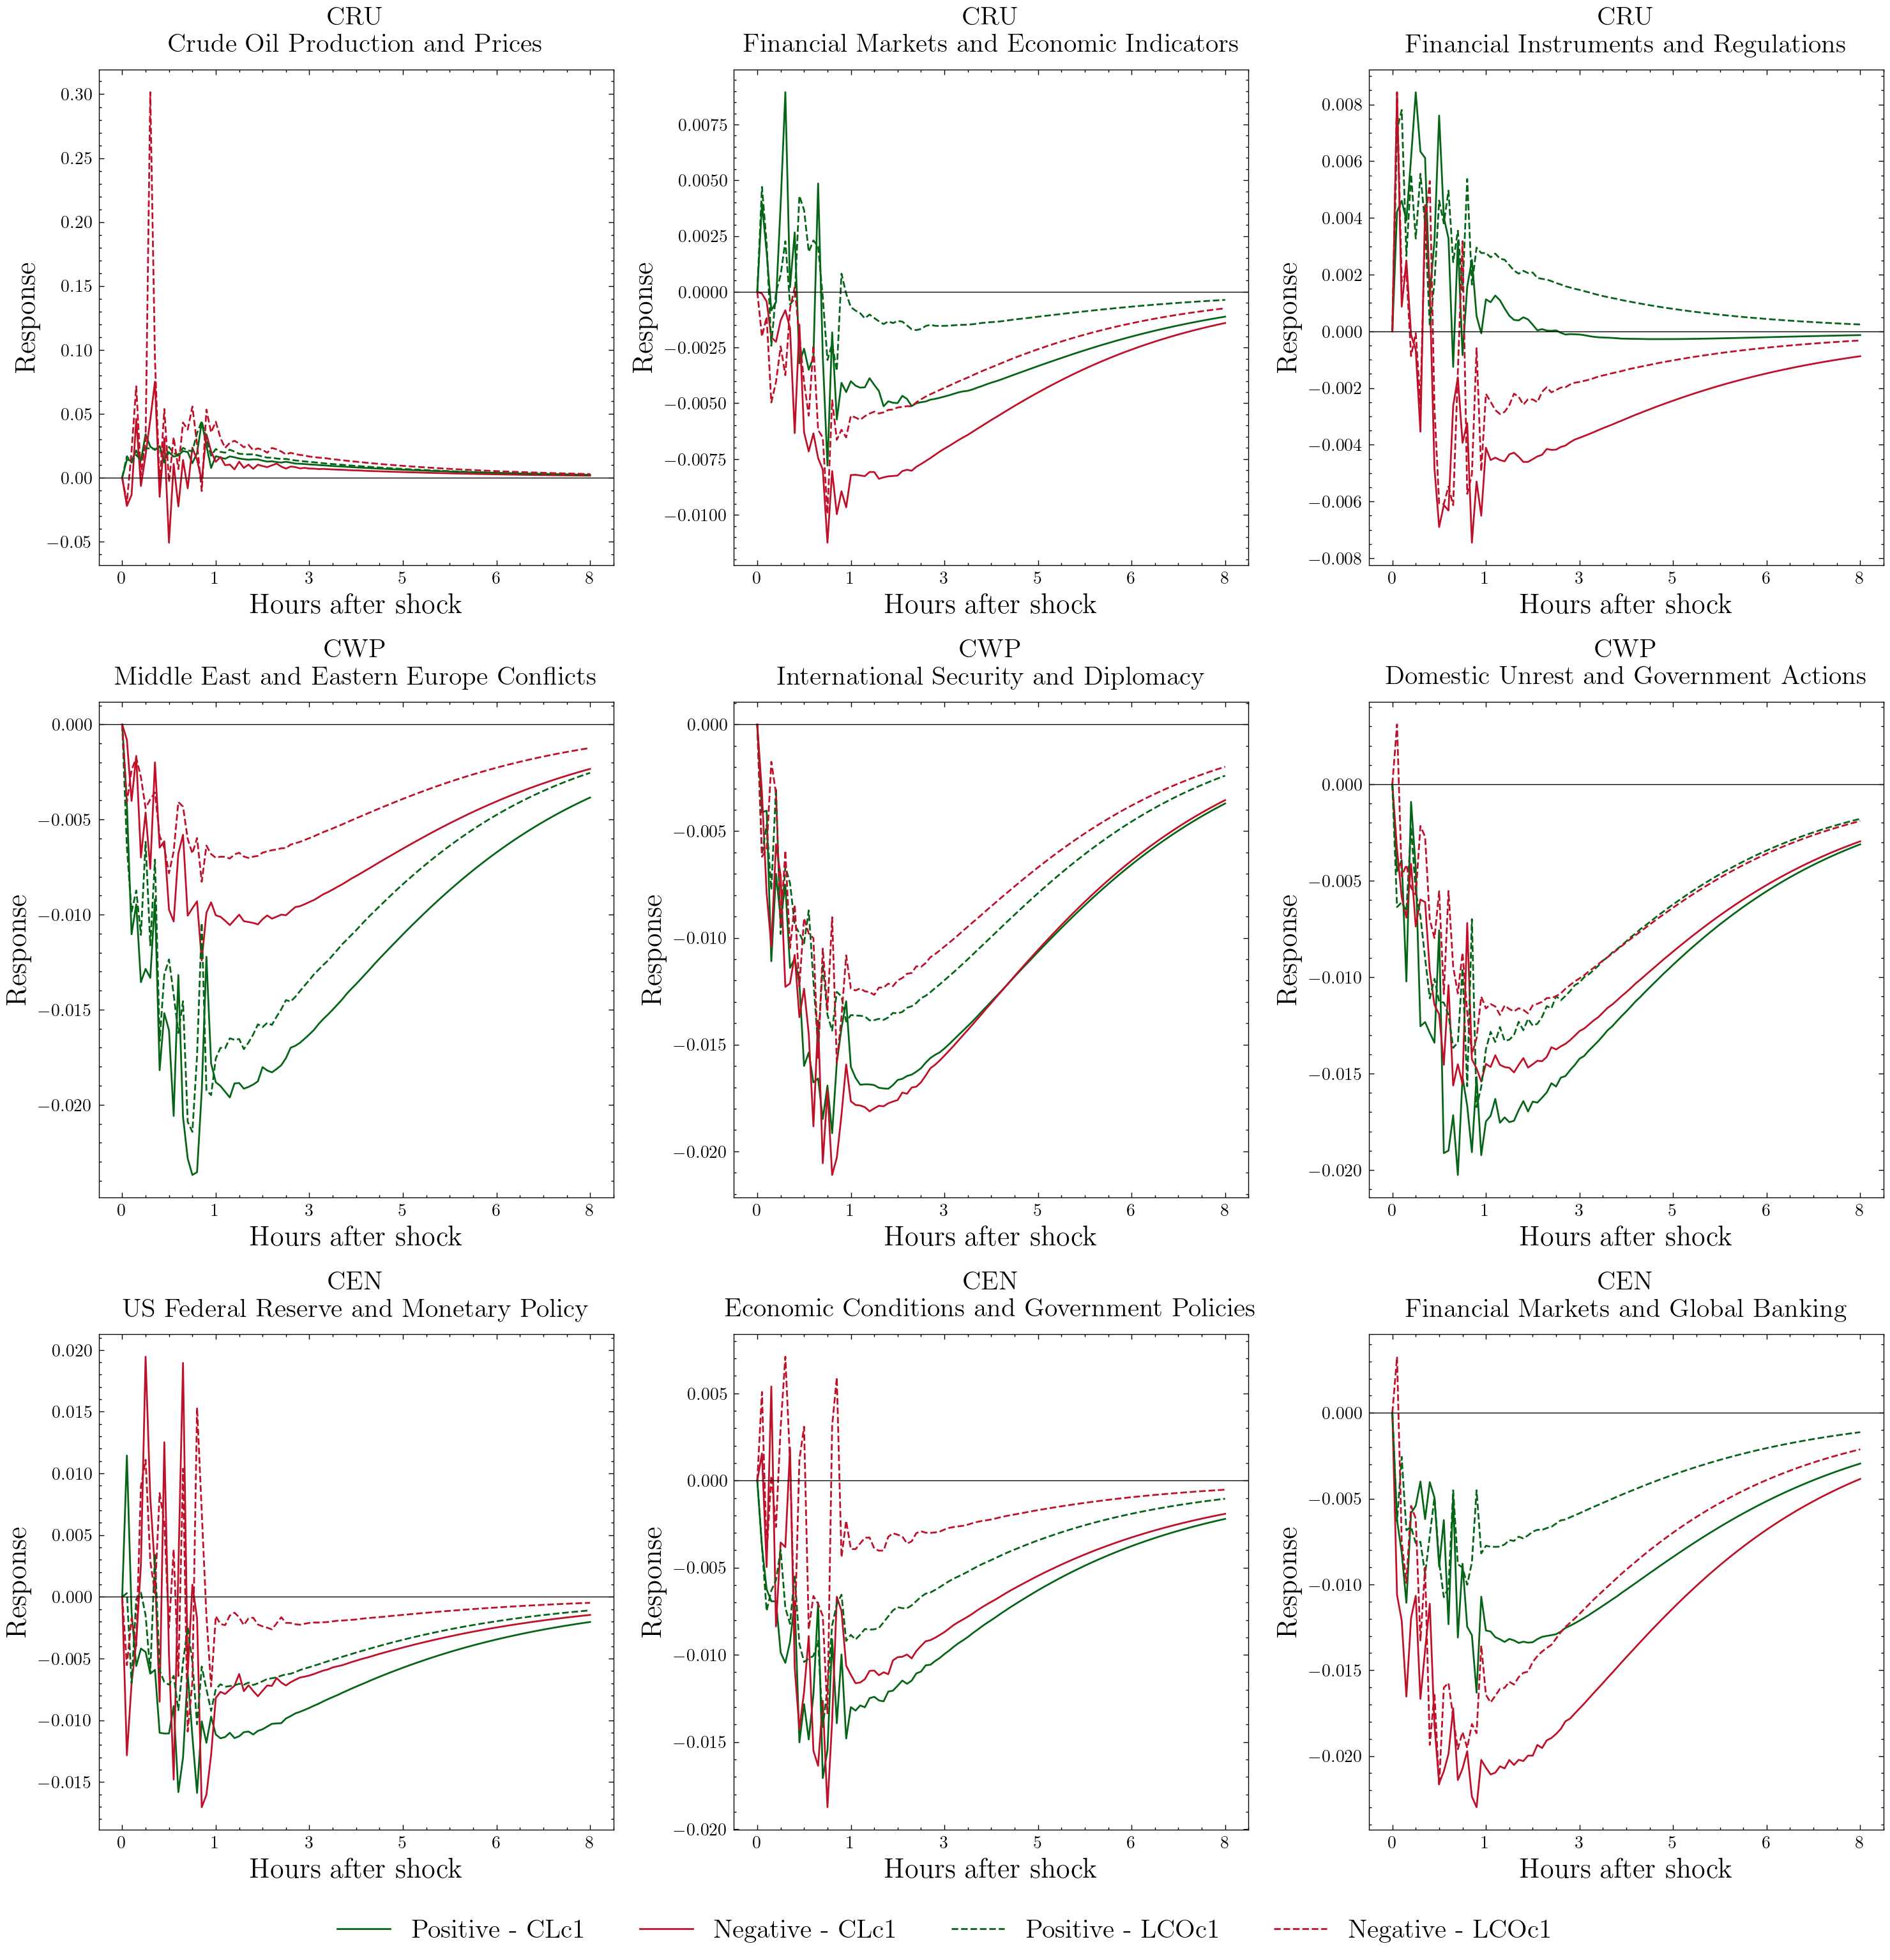 CRU
Crude Oil Production and Prices
0.30
0.25
0.20
0.15
0.10
0.05
0.00
−0.05
Response
0 1 3 5 6 8
Hours after shock
CRU
Financial Markets and Economic Indicators
0.0075
0.0050
0.0025
0.0000
−0.0025
−0.0050
−0.0075
−0.0100
Response
0 1 3 5 6 8
Hours after shock
CRU
Financial Instruments and Regulations
0.008
0.006
0.004
0.002
0.000
−0.002
−0.004
−0.006
−0.008
Response
0 1 3 5 6 8
Hours after shock
CWP
Middle East and Eastern Europe Conflicts
0.000
−0.005
−0.010
−0.015
−0.020
Response
0 1 3 5 6 8
Hours after shock
CWP
International Security and Diplomacy
0.000
−0.005
−0.010
−0.015
−0.020
Response
0 1 3 5 6 8
Hours after shock
CWP
Domestic Unrest and Government Actions
0.000
−0.005
−0.010
−0.015
−0.020
Response
0 1 3 5 6 8
Hours after shock
CEN
US Federal Reserve and Monetary Policy
0.020
0.015
0.010
0.005
0.000
−0.005
−0.010
−0.015
Response
0 1 3 5 6 8
Hours after shock
CEN
Economic Conditions and Government Policies
0.005
0.000
−0.005
−0.010
−0.015
−0.020
Response
0 1 3 5 6 8
Hours after shock
CEN
Financial Markets and Global Banking
0.000
−0.005
−0.010
−0.015
−0.020
Response
0 1 3 5 6 8
Hours after shock
Positive - CLc1 Negative - CLc1 Positive - LCOc1 Negative - LCOc1